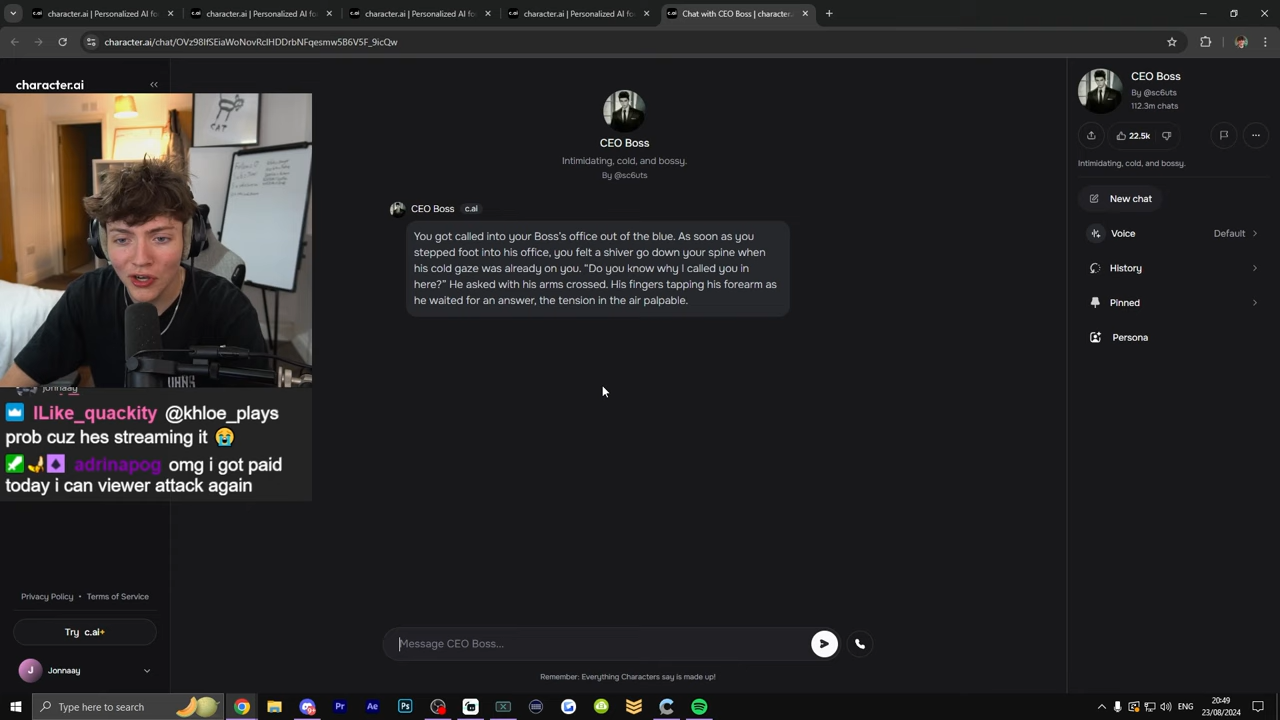 character.ai | Personalized AI fo
character.ai | Personalized AI fo
character.ai | Personalized AI fo
character.ai | Personalized AI fo
c.ai Chat with CEO Boss | character.
character.ai/chat/OVz98IfSEiaWoNovRcIHDDrbNFqesmw5B6V5F_9icQw
character.ai
CAT
CEO Boss
Intimidating, cold, and bossy.
By @sc6uts
CEO Boss c.ai
You got called into your Boss's office out of the blue. As soon as you
stepped foot into his office, you felt a shiver go down your spine when
his cold gaze was already on you. "Do you know why I called you in
here?" He asked with his arms crossed. His fingers tapping his forearm as
he waited for an answer, the tension in the air palpable.
CEO Boss
By @sc6uts
112.3m chats
22.5k
Intimidating, cold, and bossy.
New chat
Voice Default
History
Pinned
Persona
jonnaay
ILike_quackity @khloe_plays
prob cuz hes streaming it 😭
adrinapog omg i got paid
today i can viewer attack again
Privacy Policy • Terms of Service
Try c.ai+
J Jonnaay
Message CEO Boss...
Remember: Everything Characters say is made up!
Type here to search
Pr
Ae
Ps
ENG
20:49
23/08/2024